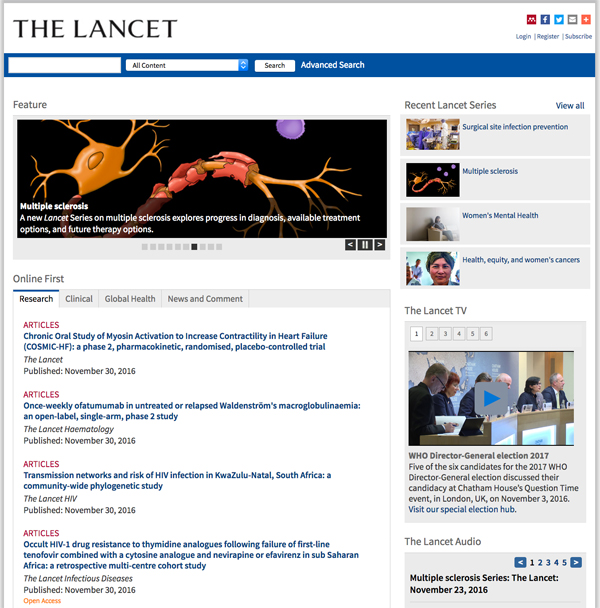 THE LANCET
Login | Register | Subscribe
All Content
Search
Advanced Search
Feature
Multiple sclerosis
A new Lancet Series on multiple sclerosis explores progress in diagnosis, available treatment
options, and future therapy options.
Online First
Research
Clinical
Global Health
News and Comment
ARTICLES
Chronic Oral Study of Myosin Activation to Increase Contractility in Heart Failure
(COSMIC-HF): a phase 2, pharmacokinetic, randomised, placebo-controlled trial
The Lancet
Published: November 30, 2016
ARTICLES
Once-weekly ofatumumab in untreated or relapsed Waldenström's macroglobulinaemia:
an open-label, single-arm, phase 2 study
The Lancet Haematology
Published: November 30, 2016
ARTICLES
Transmission networks and risk of HIV infection in KwaZulu-Natal, South Africa: a
community-wide phylogenetic study
The Lancet HIV
Published: November 30, 2016
ARTICLES
Occult HIV-1 drug resistance to thymidine analogues following failure of first-line
tenofovir combined with a cytosine analogue and nevirapine or efavirenz in sub Saharan
Africa: a retrospective multi-centre cohort study
The Lancet Infectious Diseases
Published: November 30, 2016
Open Access
Recent Lancet Series
View all
Surgical site infection prevention
Multiple sclerosis
Women's Mental Health
Health, equity, and women's cancers
The Lancet TV
1 2 3 4 5 6
WHO Director-General election 2017
Five of the six candidates for the 2017 WHO
Director-General election discussed their
candidacy at Chatham House's Question Time
event, in London, UK, on November 3, 2016.
Visit our special election hub.
The Lancet Audio
< 1 2 3 4 5 >
Multiple sclerosis Series: The Lancet:
November 23, 2016